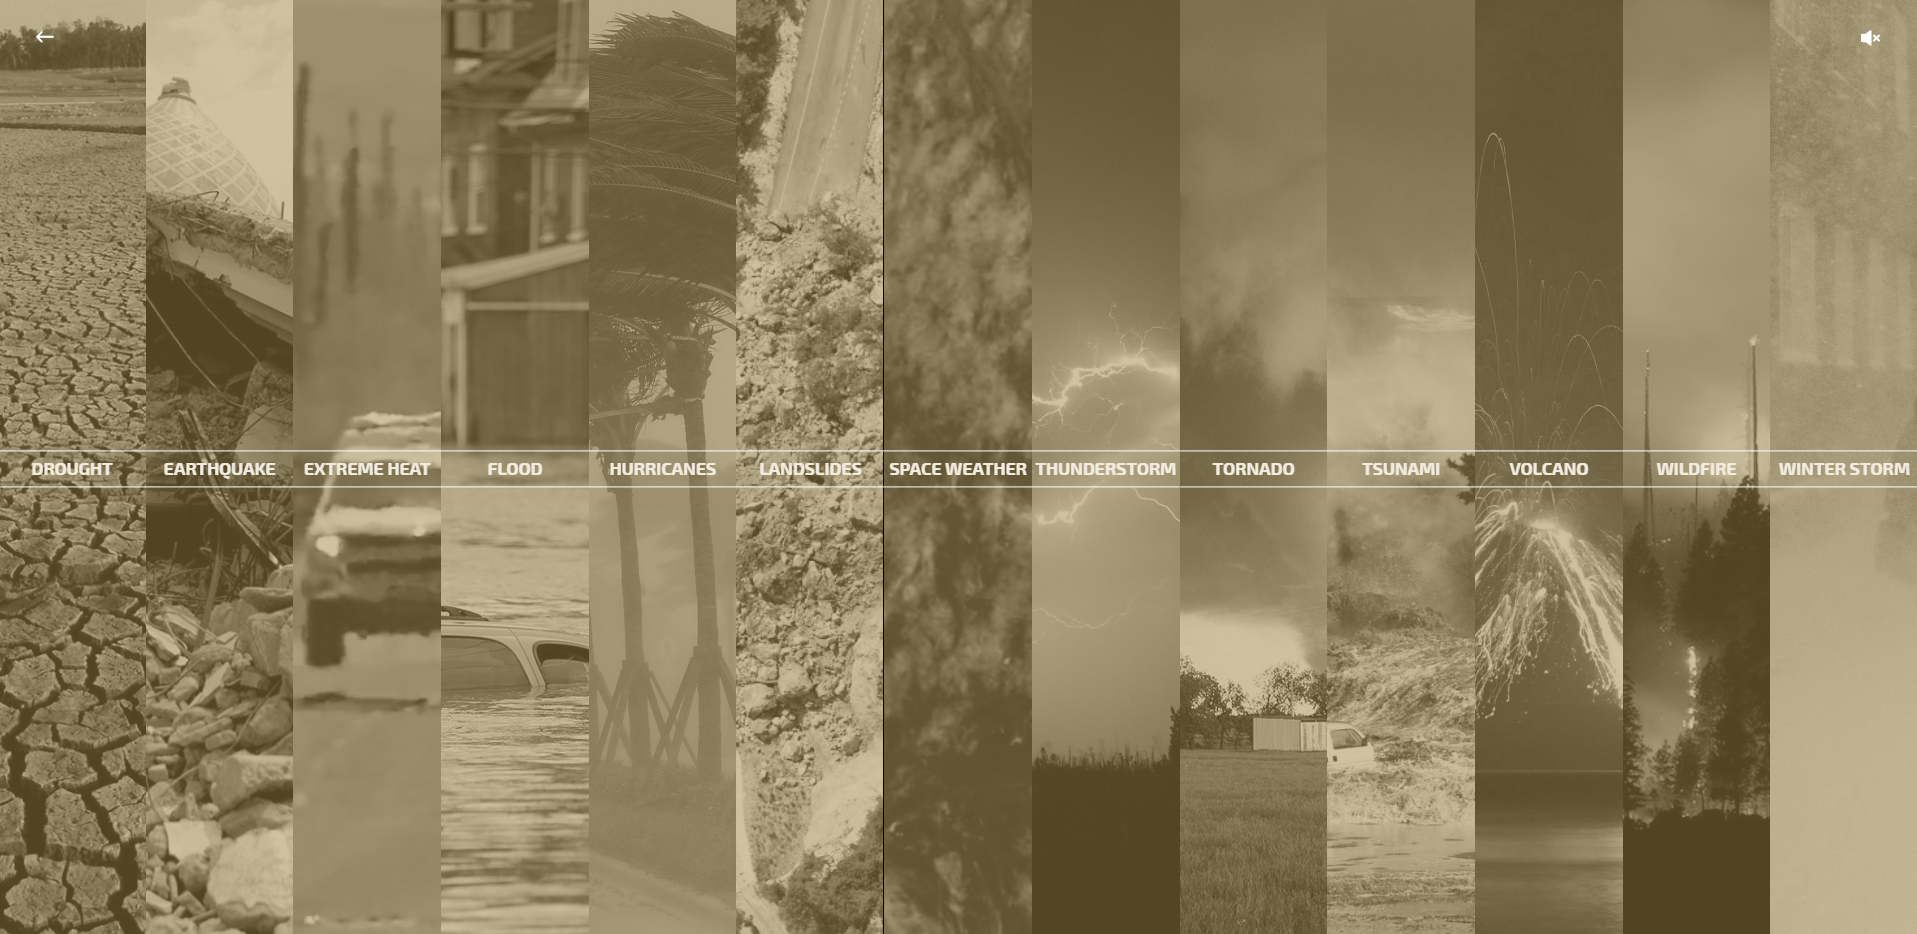 DROUGHT
EARTHQUAKE
EXTREME HEAT
FLOOD
HURRICANES
LANDSLIDES
SPACE WEATHER
THUNDERSTORM
TORNADO
TSUNAMI
VOLCANO
WILDFIRE
WINTER STORM